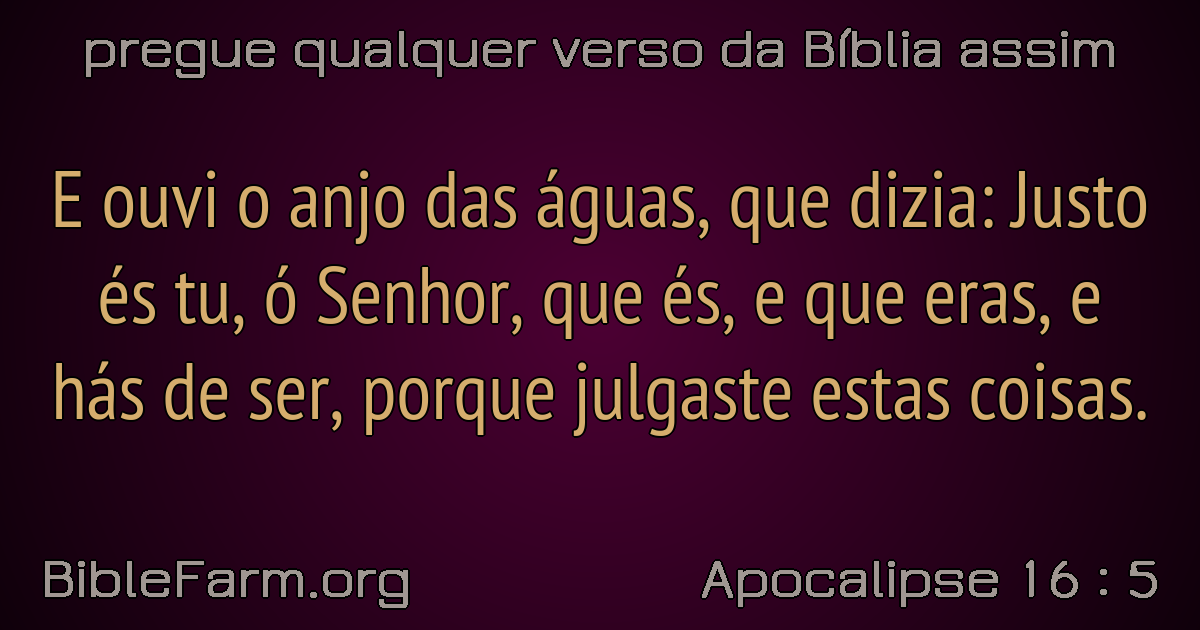 pregue qualquer verso da Bíblia assim
E ouvi o anjo das águas, que dizia: Justo
és tu, ó Senhor, que és, e que eras, e
hás de ser, porque julgaste estas coisas.
BibleFarm.org
Apocalipse 16 : 5